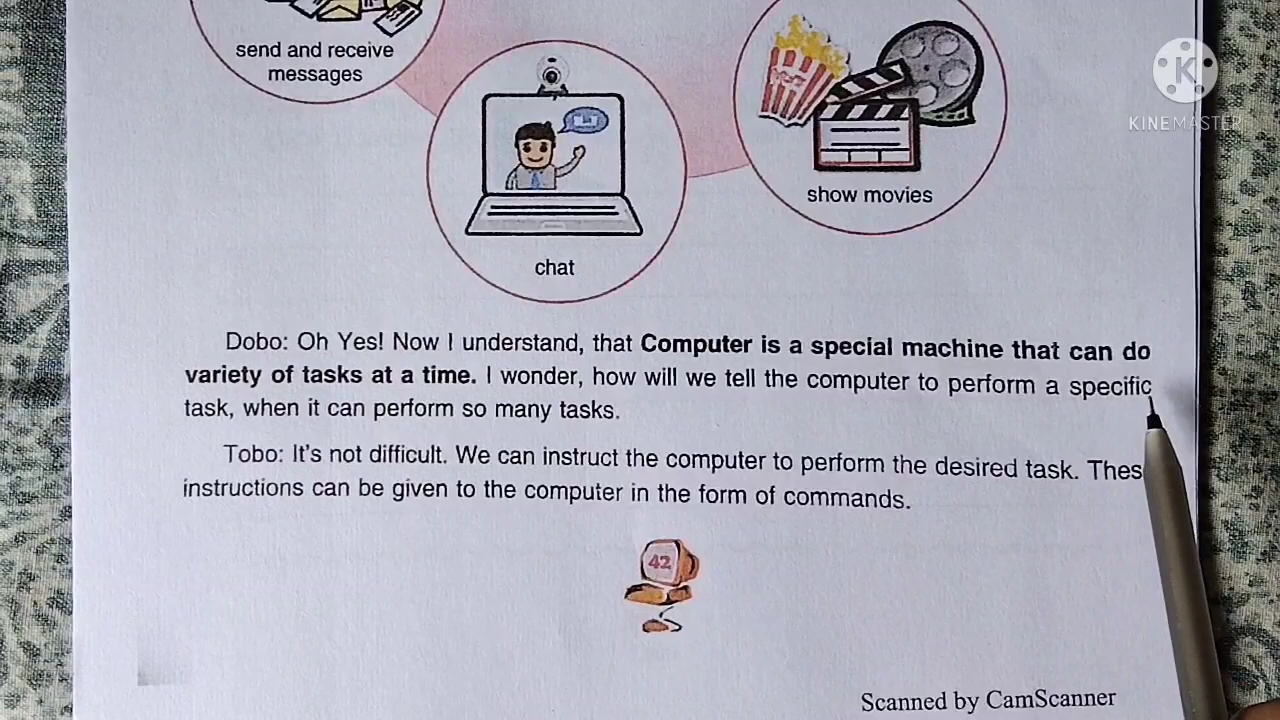 send and receive
messages
KINEMASTER
show movies
chat
Dobo: Oh Yes! Now I understand, that Computer is a special machine that can do
variety of tasks at a time. I wonder, how will we tell the computer to perform a specific
task, when it can perform so many tasks.
Tobo: It's not difficult. We can instruct the computer to perform the desired task. Thes
instructions can be given to the computer in the form of commands.
42
Scanned by CamScanner